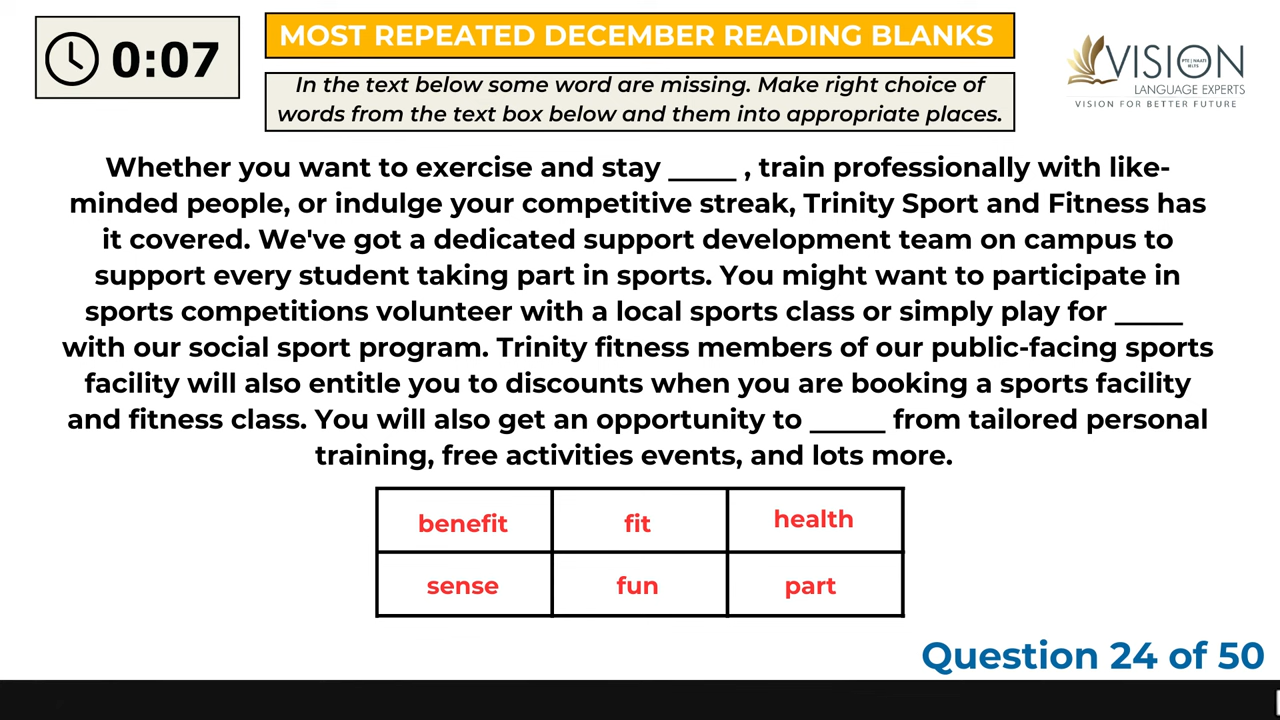 0:07
MOST REPEATED DECEMBER READING BLANKS
In the text below some word are missing. Make right choice of
words from the text box below and them into appropriate places.
VISION
PTE | NAATI
IELTS
LANGUAGE EXPERTS
VISION FOR BETTER FUTURE
Whether you want to exercise and stay _____ , train professionally with like-
minded people, or indulge your competitive streak, Trinity Sport and Fitness has
it covered. We've got a dedicated support development team on campus to
support every student taking part in sports. You might want to participate in
sports competitions volunteer with a local sports class or simply play for _____
with our social sport program. Trinity fitness members of our public-facing sports
facility will also entitle you to discounts when you are booking a sports facility
and fitness class. You will also get an opportunity to _____ from tailored personal
training, free activities events, and lots more.
benefit fit health
sense fun part
Question 24 of 50